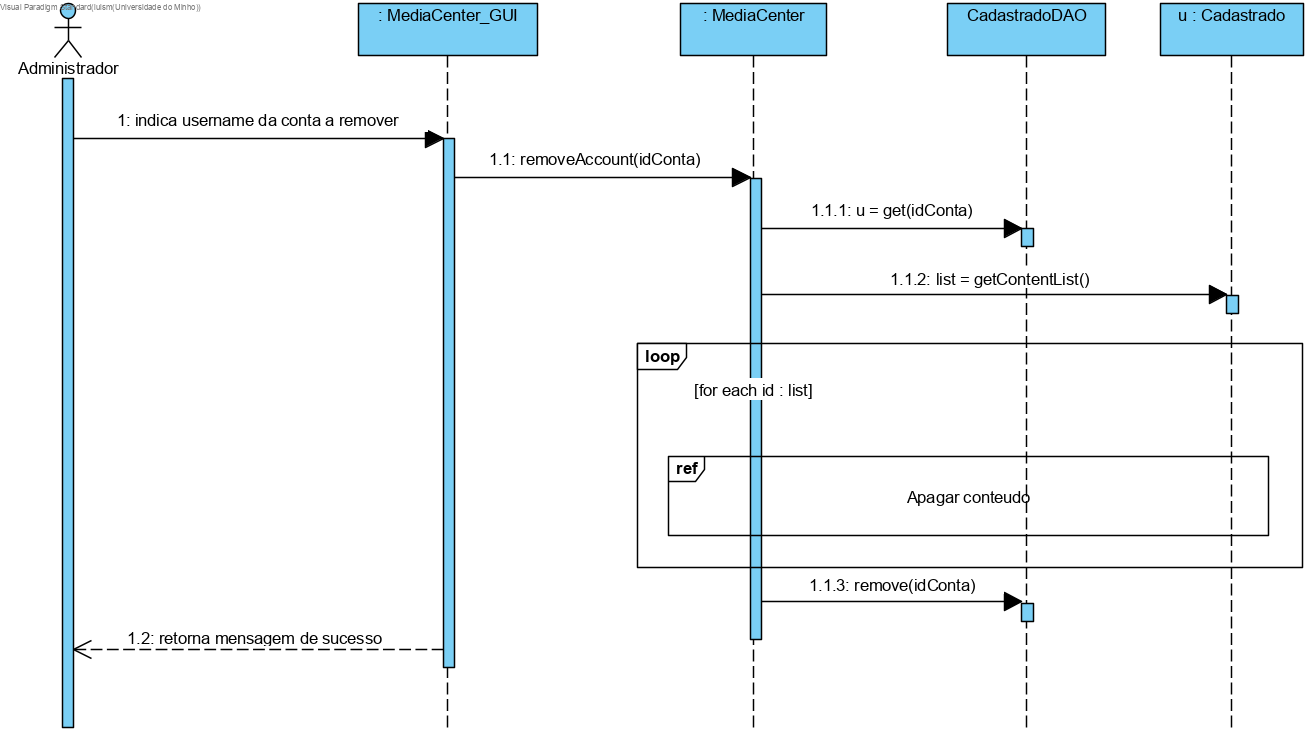 Visual Paradigm Standard(luism(Universidade do Minho))
: MediaCenter_GUI
: MediaCenter
CadastradoDAO
u : Cadastrado
Administrador
1: indica username da conta a remover
1.1: removeAccount(idConta)
1.1.1: u = get(idConta)
1.1.2: list = getContentList()
loop
[for each id : list]
ref
Apagar conteudo
1.1.3: remove(idConta)
1.2: retorna mensagem de sucesso